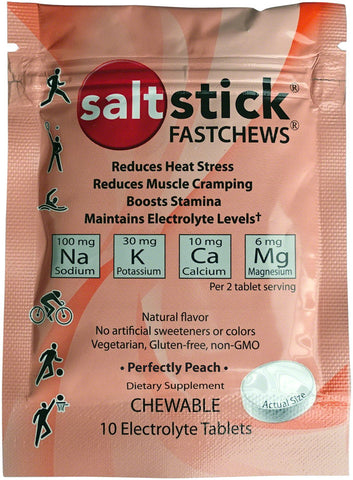 saltstick®
FASTCHEWS®
Reduces Heat Stress
Reduces Muscle Cramping
Boosts Stamina
Maintains Electrolyte Levels†
100 mg 30 mg 10 mg 6 mg
Na K Ca Mg
Sodium Potassium Calcium Magnesium
Per 2 tablet serving
Natural flavor
No artificial sweeteners or colors
Vegetarian, Gluten-free, non-GMO
• Perfectly Peach •
Dietary Supplement
CHEWABLE
Actual Size
10 Electrolyte Tablets